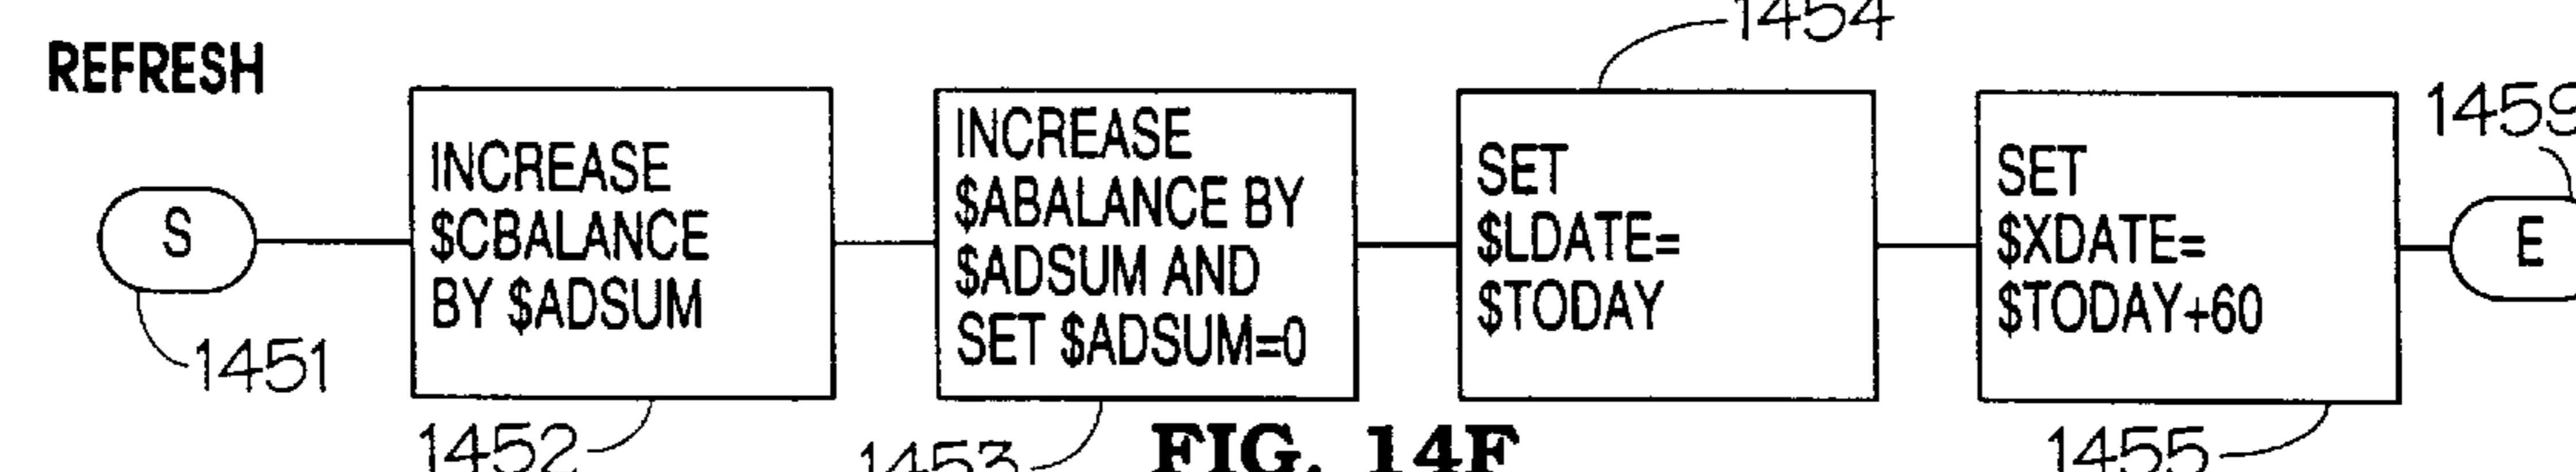 REFRESH
1454
S
1451
INCREASE
$CBALANCE
BY $ADSUM
1452
INCREASE
$ABALANCE BY
$ADSUM AND
SET $ADSUM=0
1453
SET
$LDATE=
$TODAY
SET
$XDATE=
$TODAY+60
1455
1459
E
FIG. 14F